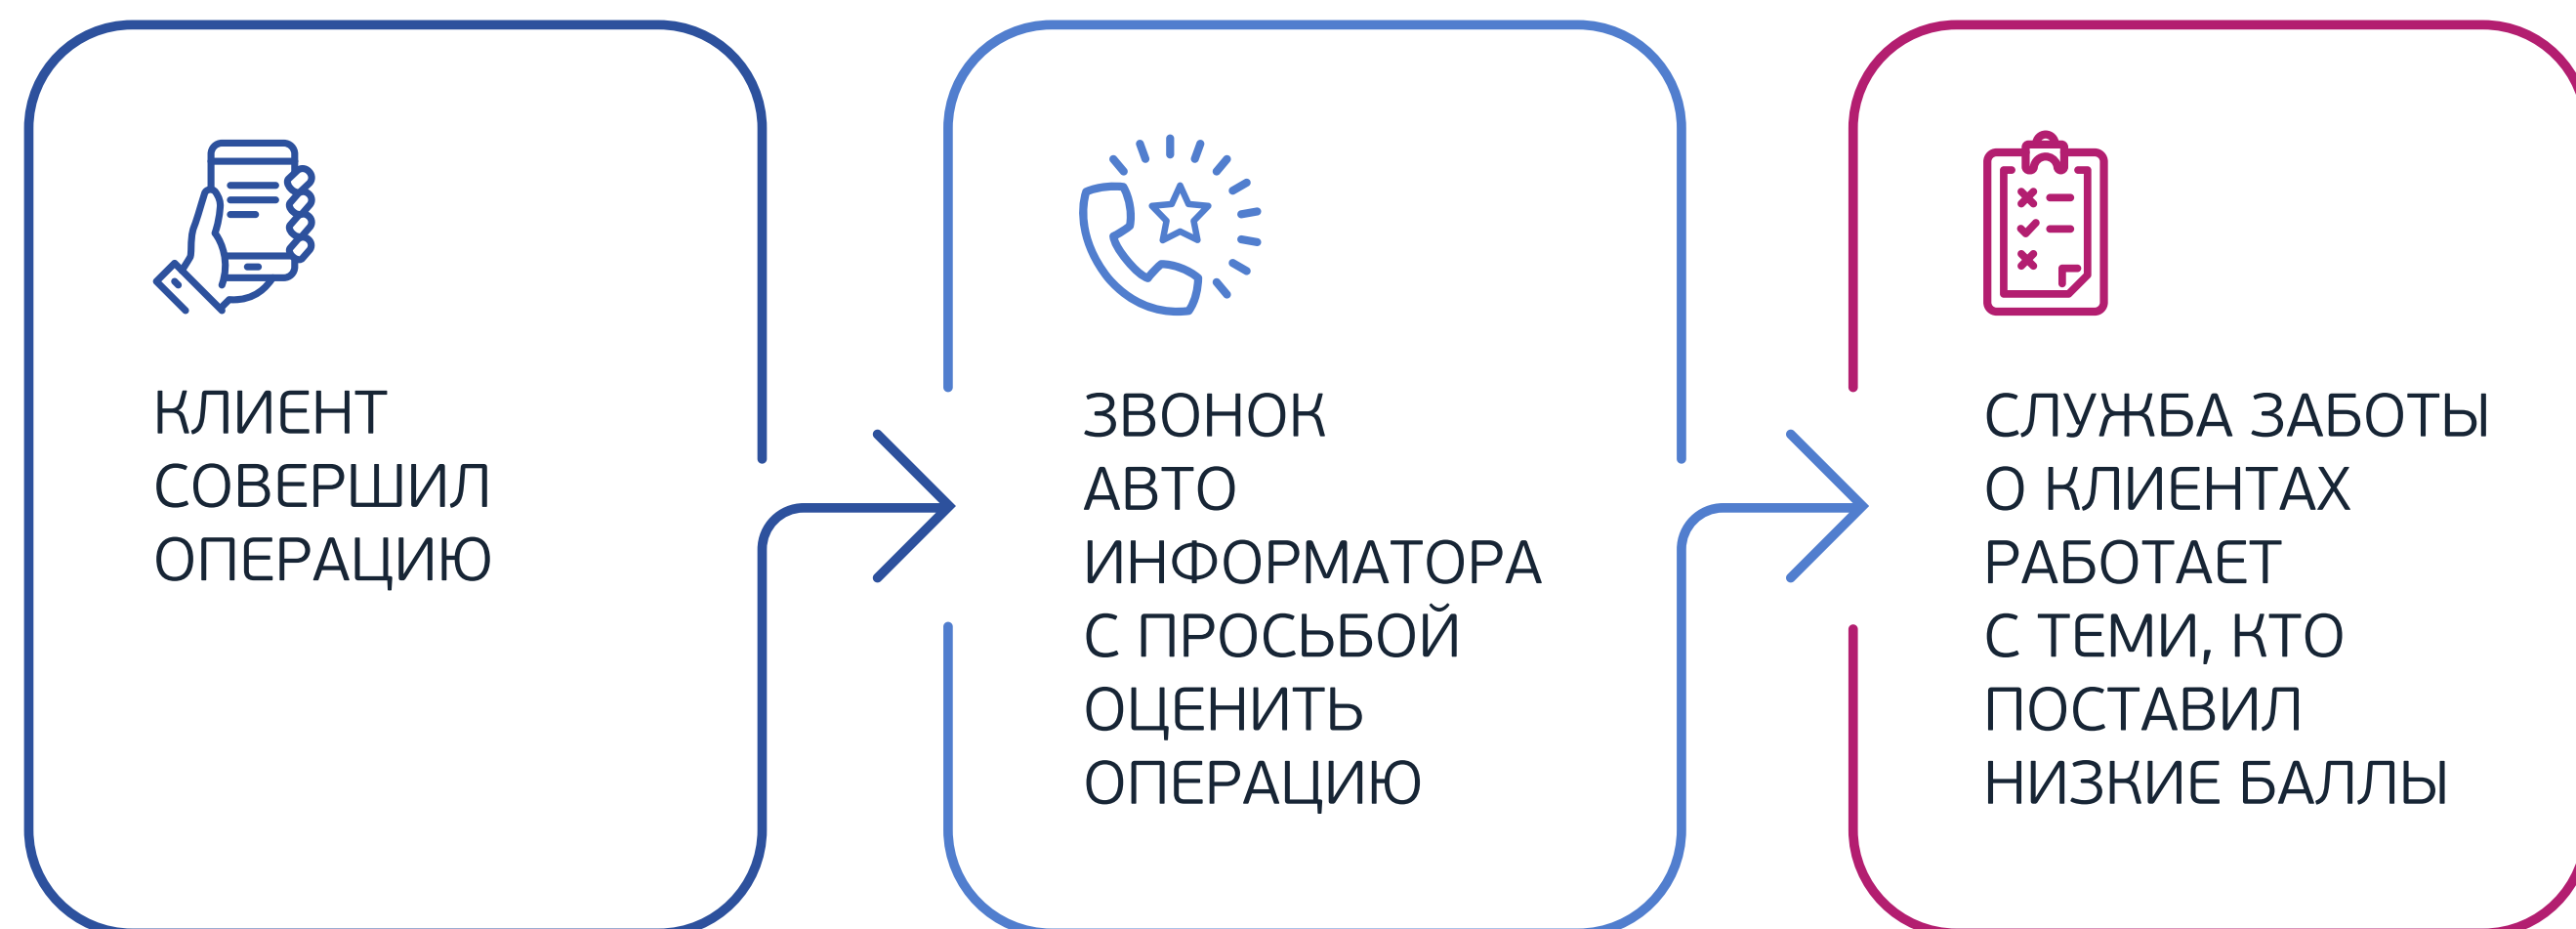 КЛИЕНТ
СОВЕРШИЛ
ОПЕРАЦИЮ
ЗВОНОК
АВТО
ИНФОРМАТОРА
С ПРОСЬБОЙ
ОЦЕНИТЬ
ОПЕРАЦИЮ
СЛУЖБА ЗАБОТЫ
О КЛИЕНТАХ
РАБОТАЕТ
С ТЕМИ, КТО
ПОСТАВИЛ
НИЗКИЕ БАЛЛЫ